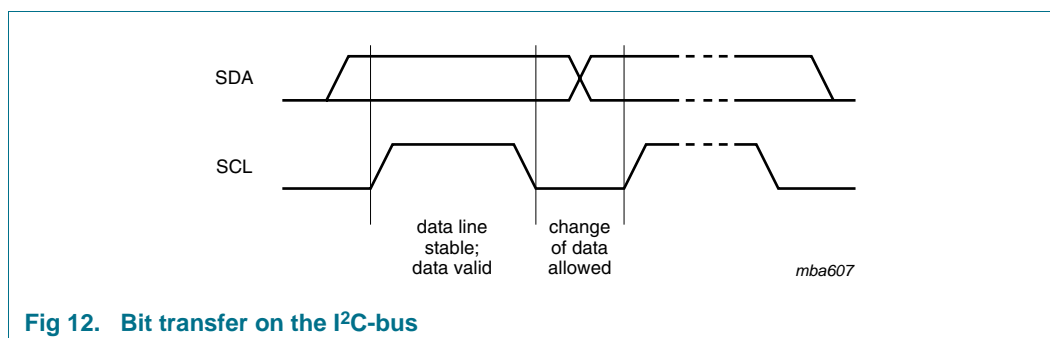 SDA
SCL
data line
stable;
data valid
change
of data
allowed
mba607
Fig 12. Bit transfer on the I²C-bus